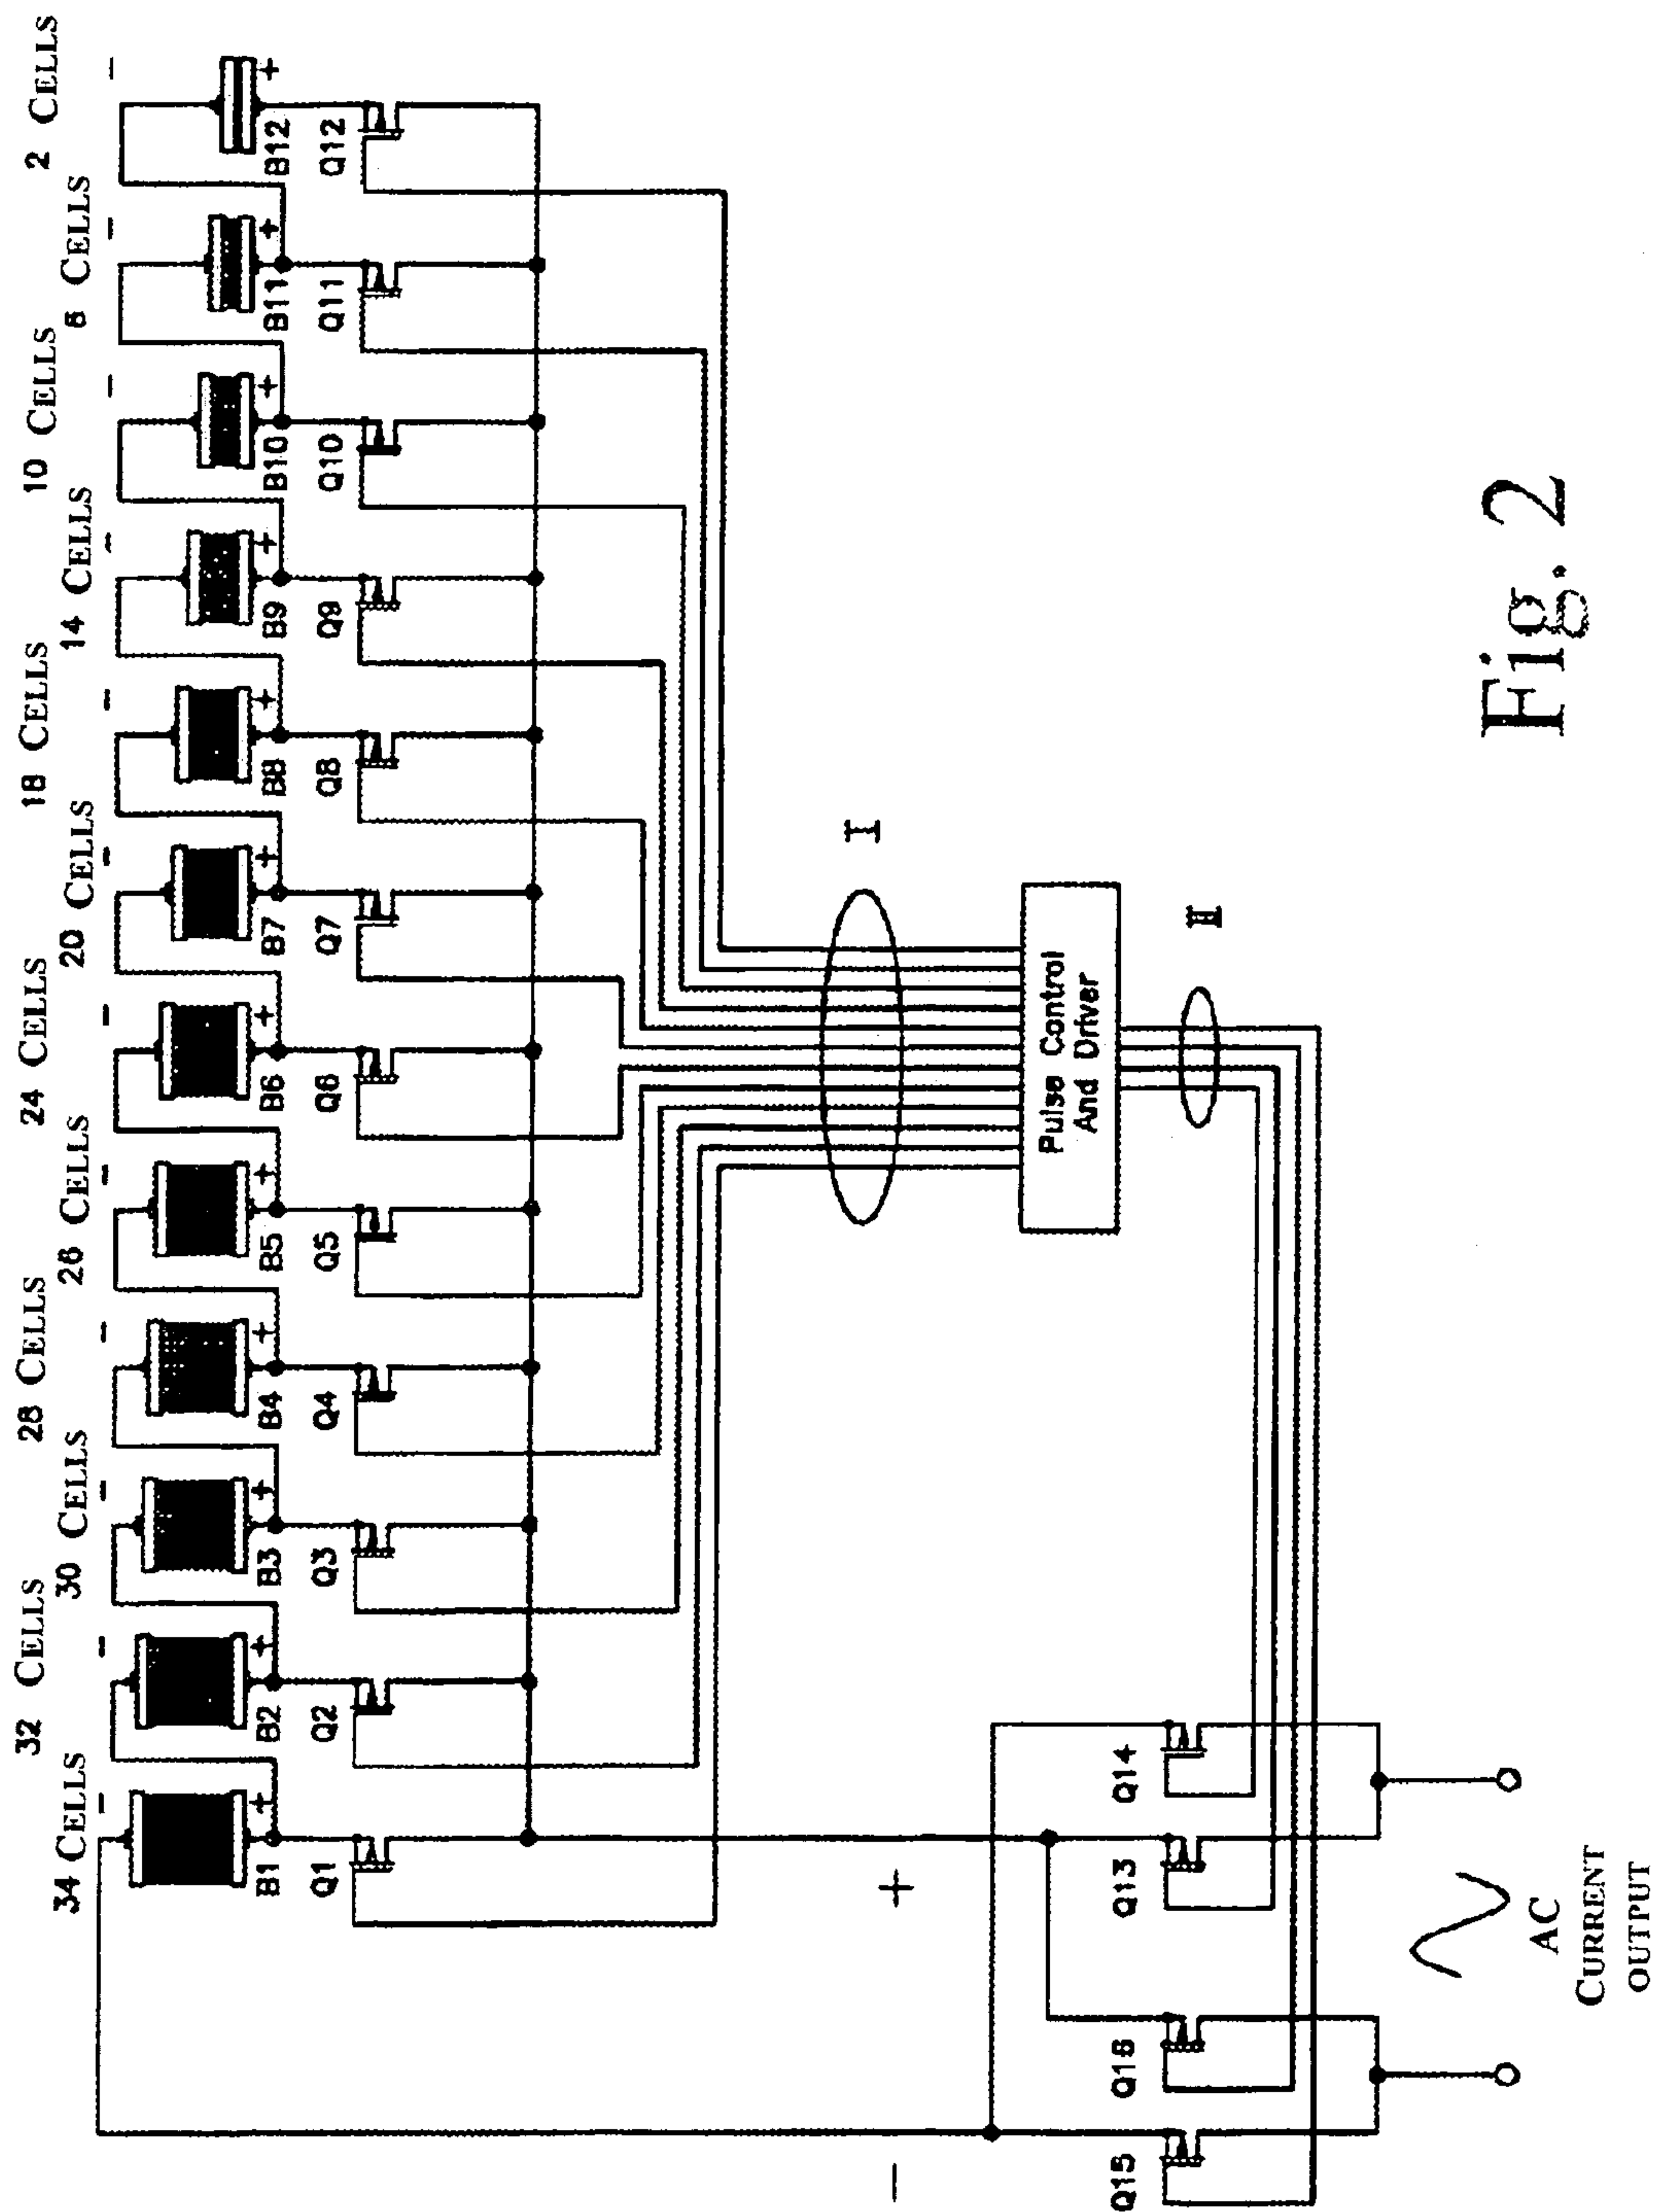 34 CELLS
32 CELLS
30 CELLS
28 CELLS
26 CELLS
24 CELLS
20 CELLS
18 CELLS
14 CELLS
10 CELLS
6 CELLS
2 CELLS
− − − − − − − − − − − −
+ + + + + + + + + + + +
B1 B2 B3 B4 B5 B6 B7 B8 B9 B10 B11 B12
Q1 Q2 Q3 Q4 Q5 Q6 Q7 Q8 Q9 Q10 Q11 Q12
I
− +
Pulse Control
And Driver
II
Q15 Q16 Q13 Q14
AC
CURRENT
OUTPUT
Fig. 2